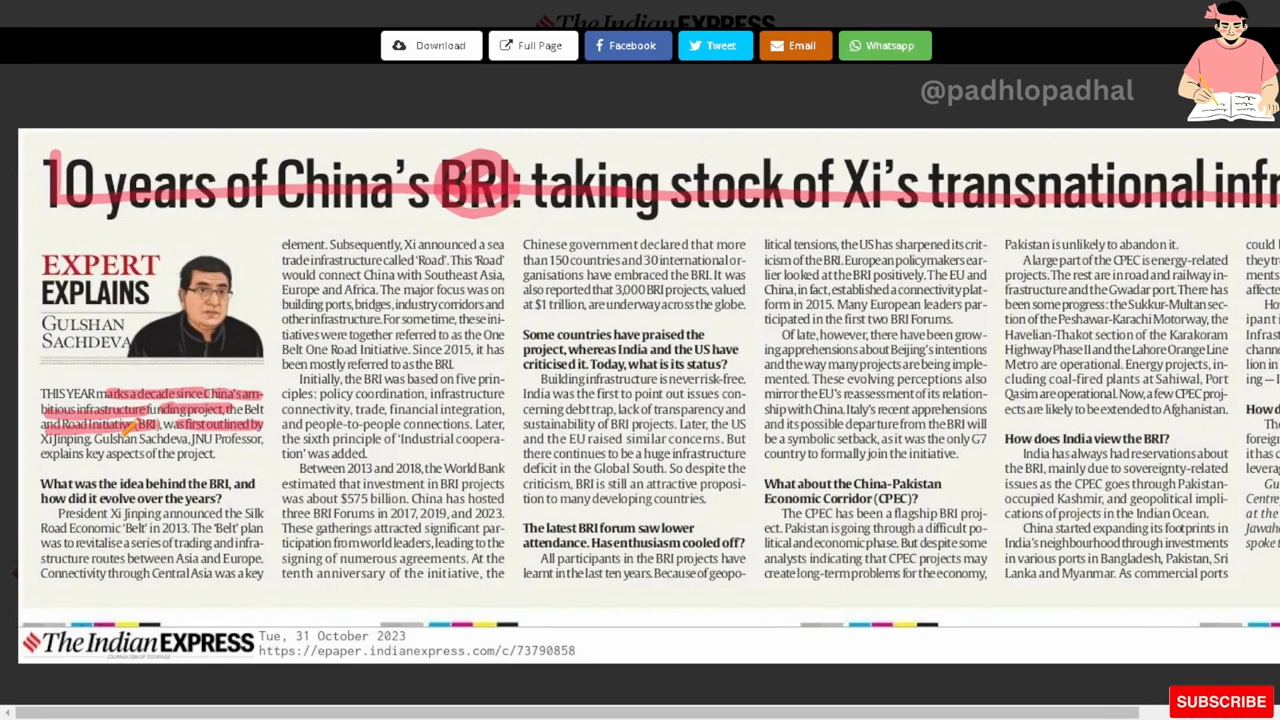 The Indian EXPRESS
Download
Full Page
Facebook
Tweet
Email
Whatsapp
@padhlopadhal
10 years of China's BRI: taking stock of Xi's transnational infr
EXPERT
EXPLAINS
GULSHAN
SACHDEVA
THIS YEAR marks a decade since China's am-
bitious infrastructure funding project, the Belt
and Road Initiative (BRI), was first outlined by
Xi Jinping. Gulshan Sachdeva, JNU Professor,
explains key aspects of the project.
What was the idea behind the BRI, and
how did it evolve over the years?
President Xi Jinping announced the Silk
Road Economic 'Belt' in 2013. The 'Belt' plan
was to revitalise a series of trading and infra-
structure routes between Asia and Europe.
Connectivity through Central Asia was a key
element. Subsequently, Xi announced a sea
trade infrastructure called 'Road'. This 'Road'
would connect China with Southeast Asia,
Europe and Africa. The major focus was on
building ports, bridges, industry corridors and
other infrastructure. For some time, these ini-
tiatives were together referred to as the One
Belt One Road Initiative. Since 2015, it has
been mostly referred to as the BRI.
Initially, the BRI was based on five prin-
ciples: policy coordination, infrastructure
connectivity, trade, financial integration,
and people-to-people connections. Later,
the sixth principle of 'Industrial coopera-
tion' was added.
Between 2013 and 2018, the World Bank
estimated that investment in BRI projects
was about $575 billion. China has hosted
three BRI Forums in 2017, 2019, and 2023.
These gatherings attracted significant par-
ticipation from world leaders, leading to the
signing of numerous agreements. At the
tenth anniversary of the initiative, the
Chinese government declared that more
than 150 countries and 30 international or-
ganisations have embraced the BRI. It was
also reported that 3,000 BRI projects, valued
at $1 trillion, are underway across the globe.
Some countries have praised the
project, whereas India and the US have
criticised it. Today, what is its status?
Building infrastructure is never risk-free.
India was the first to point out issues con-
cerning debt trap, lack of transparency and
sustainability of BRI projects. Later, the US
and the EU raised similar concerns. But
there continues to be a huge infrastructure
deficit in the Global South. So despite the
criticism, BRI is still an attractive proposi-
tion to many developing countries.
The latest BRI forum saw lower
attendance. Has enthusiasm cooled off?
All participants in the BRI projects have
learnt in the last ten years. Because of geopo-
litical tensions, the US has sharpened its crit-
icism of the BRI. European policymakers ear-
lier looked at the BRI positively. The EU and
China, in fact, established a connectivity plat-
form in 2015. Many European leaders par-
ticipated in the first two BRI Forums.
Of late, however, there have been grow-
ing apprehensions about Beijing's intentions
and the way many projects are being imple-
mented. These evolving perceptions also
mirror the EU's reassessment of its relation-
ship with China. Italy's recent apprehensions
and its possible departure from the BRI will
be a symbolic setback, as it was the only G7
country to formally join the initiative.
What about the China-Pakistan
Economic Corridor (CPEC)?
The CPEC has been a flagship BRI proj-
ect. Pakistan is going through a difficult po-
litical and economic phase. But despite some
analysts indicating that CPEC projects may
create long-term problems for the economy,
Pakistan is unlikely to abandon it.
A large part of the CPEC is energy-related
projects. The rest are in road and railway in-
frastructure and the Gwadar port. There has
been some progress: the Sukkur-Multan sec-
tion of the Peshawar-Karachi Motorway, the
Havelian-Thakot section of the Karakoram
Highway Phase II and the Lahore Orange Line
Metro are operational. Energy projects, in-
cluding coal-fired plants at Sahiwal, Port
Qasim are operational. Now, a few CPEC proj-
ects are likely to be extended to Afghanistan.
How does India view the BRI?
India has always had reservations about
the BRI, mainly due to sovereignty-related
issues as the CPEC goes through Pakistan-
occupied Kashmir, and geopolitical impli-
cations of projects in the Indian Ocean.
China started expanding its footprints in
India's neighbourhood through investments
in various ports in Bangladesh, Pakistan, Sri
Lanka and Myanmar. As commercial ports
could
they tr
ments
affecte
Ho
ipant i
Infras
chann
lion in
ing —
How d
The
foreig
it has c
levera
Gu
Centre
at the
Jawah
spoke t
The Indian EXPRESS
JOURNALISM OF COURAGE
Tue, 31 October 2023
https://epaper.indianexpress.com/c/73790858
SUBSCRIBE